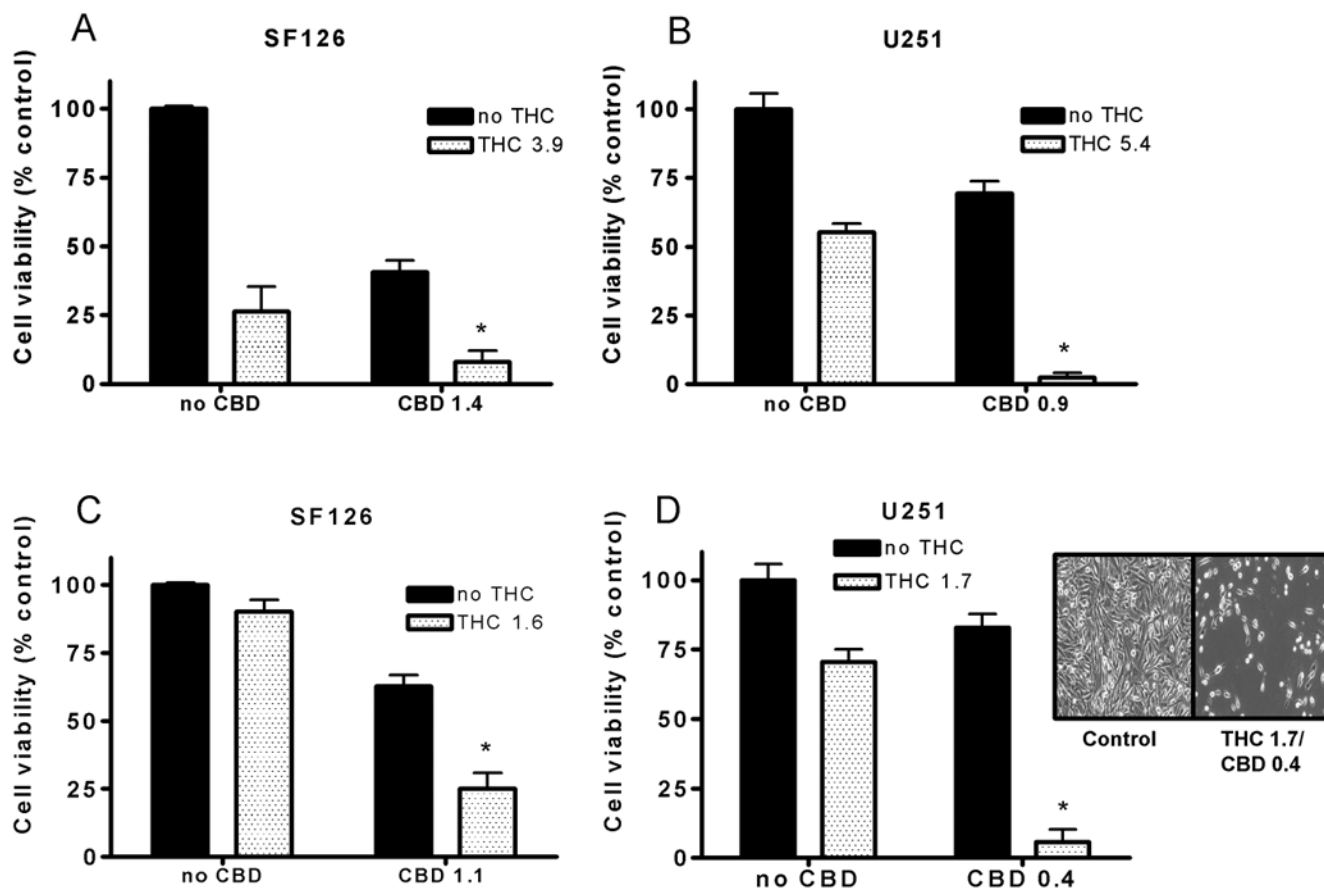 A
SF126
Cell viability (% control)
100
75
50
25
0
no THC
THC 3.9
*
no CBD
CBD 1.4
B
U251
Cell viability (% control)
100
75
50
25
0
no THC
THC 5.4
*
no CBD
CBD 0.9
C
SF126
Cell viability (% control)
100
75
50
25
0
no THC
THC 1.6
*
no CBD
CBD 1.1
D
U251
Cell viability (% control)
100
75
50
25
0
no THC
THC 1.7
*
no CBD
CBD 0.4
Control
THC 1.7/
CBD 0.4